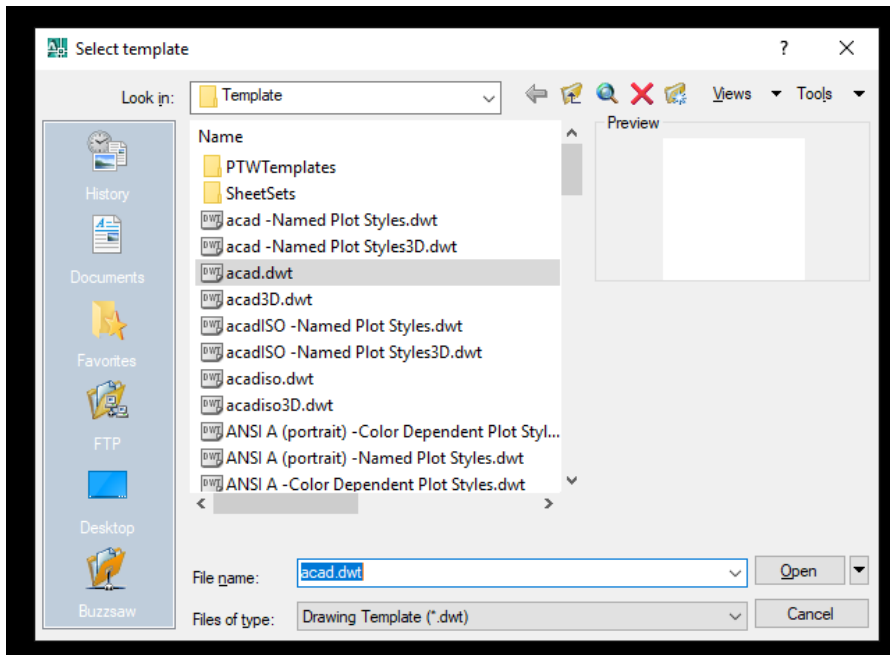 Select template
?
Look in:
Template
Views
Tools
History
Documents
Favorites
FTP
Desktop
Buzzsaw
Name
PTWTemplates
SheetSets
acad -Named Plot Styles.dwt
acad -Named Plot Styles3D.dwt
acad.dwt
acad3D.dwt
acadISO -Named Plot Styles.dwt
acadISO -Named Plot Styles3D.dwt
acadiso.dwt
acadiso3D.dwt
ANSI A (portrait) -Color Dependent Plot Styl...
ANSI A (portrait) -Named Plot Styles.dwt
ANSI A -Color Dependent Plot Styles.dwt
Preview
File name:
acad.dwt
Open
Files of type:
Drawing Template (*.dwt)
Cancel